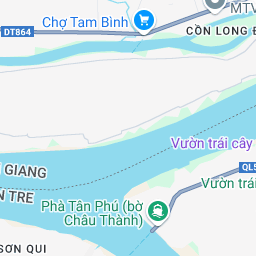 MTV
CỒN LONG Đ
Chợ Tam Bình
DT864
Vườn trái cây
GIANG
N TRE
QL5
Vườn trái
Phà Tân Phú (bờ
Châu Thành)
SƠN QUI